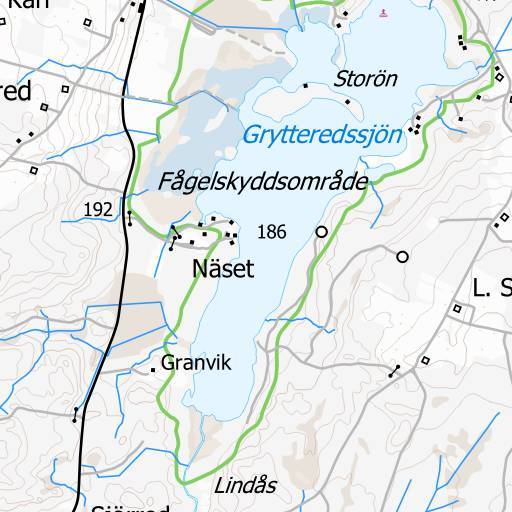 Storön
Grytteredssjön
Fågelskyddsområde
192
186
Näset
Granvik
Lindås